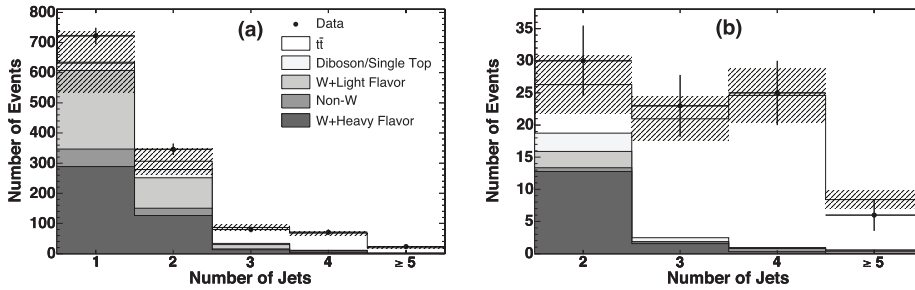 (a)
Number of Events
800
700
600
500
400
300
200
100
0
Data
tt̄
Diboson/Single Top
W+Light Flavor
Non-W
W+Heavy Flavor
1 2 3 4 ≥ 5
Number of Jets
(b)
Number of Events
35
30
25
20
15
10
5
0
2 3 4 ≥ 5
Number of Jets